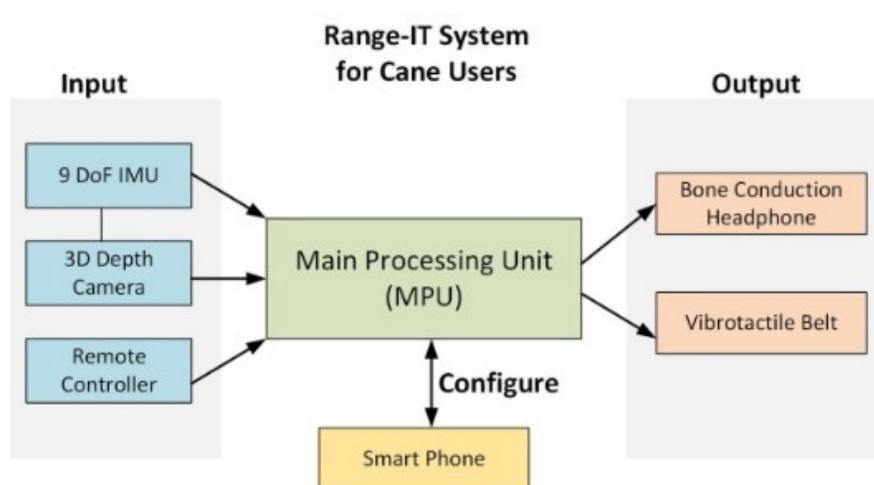 Range-IT System
for Cane Users
Input
9 DoF IMU
3D Depth
Camera
Remote
Controller
Main Processing Unit
(MPU)
Configure
Smart Phone
Output
Bone Conduction
Headphone
Vibrotactile Belt